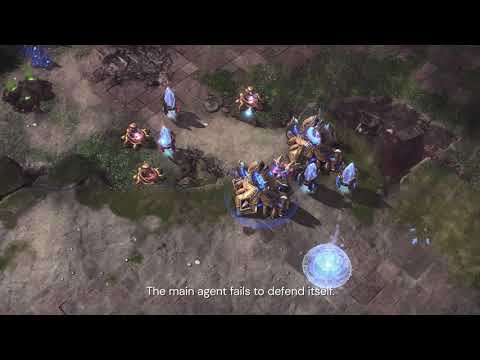 The main agent fails to defend itself.